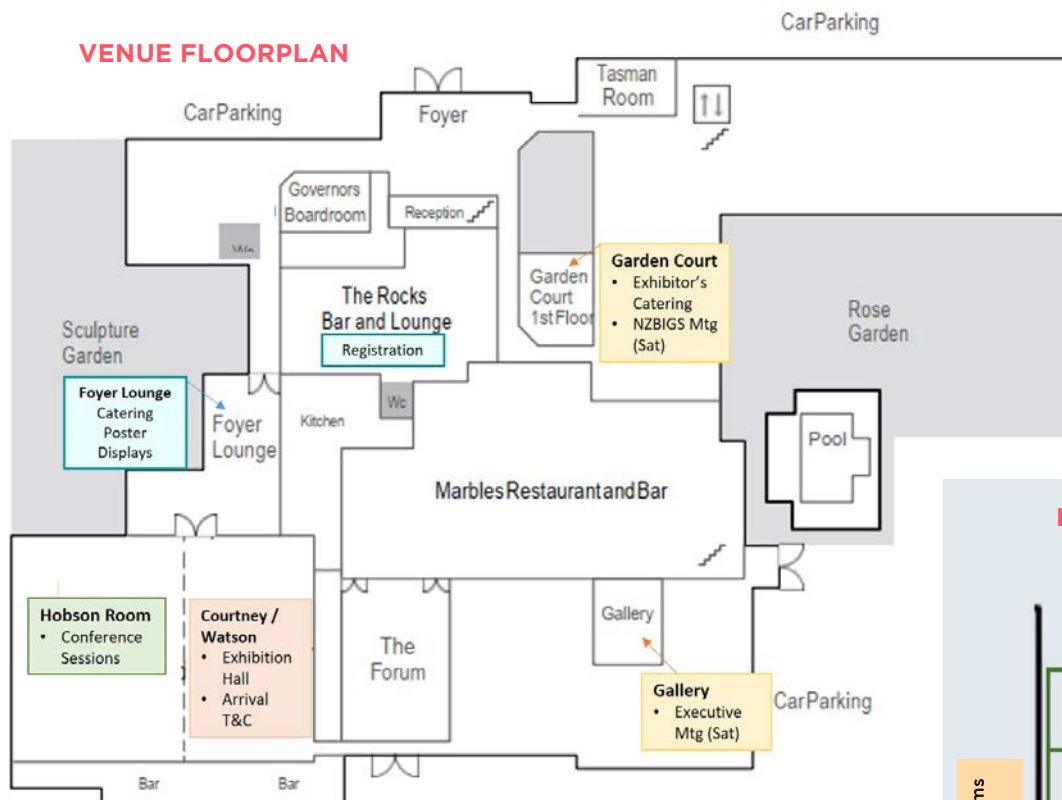 CarParking
VENUE FLOORPLAN
Tasman
Room
CarParking
Foyer
Governors
Boardroom
Reception
Garden Court
• Exhibitor's
Catering
• NZBIGS Mtg
(Sat)
Garden
Court
1stFloor
The Rocks
Bar and Lounge
Registration
Rose
Garden
Sculpture
Garden
Foyer Lounge
Catering
Poster
Displays
Foyer
Lounge
Kitchen
Wc
Pool
Marbles Restaurant and Bar
Hobson Room
• Conference
Sessions
Courtney /
Watson
• Exhibition
Hall
• Arrival
T&C
The
Forum
Gallery
Gallery
• Executive
Mtg (Sat)
CarParking
Bar
Bar